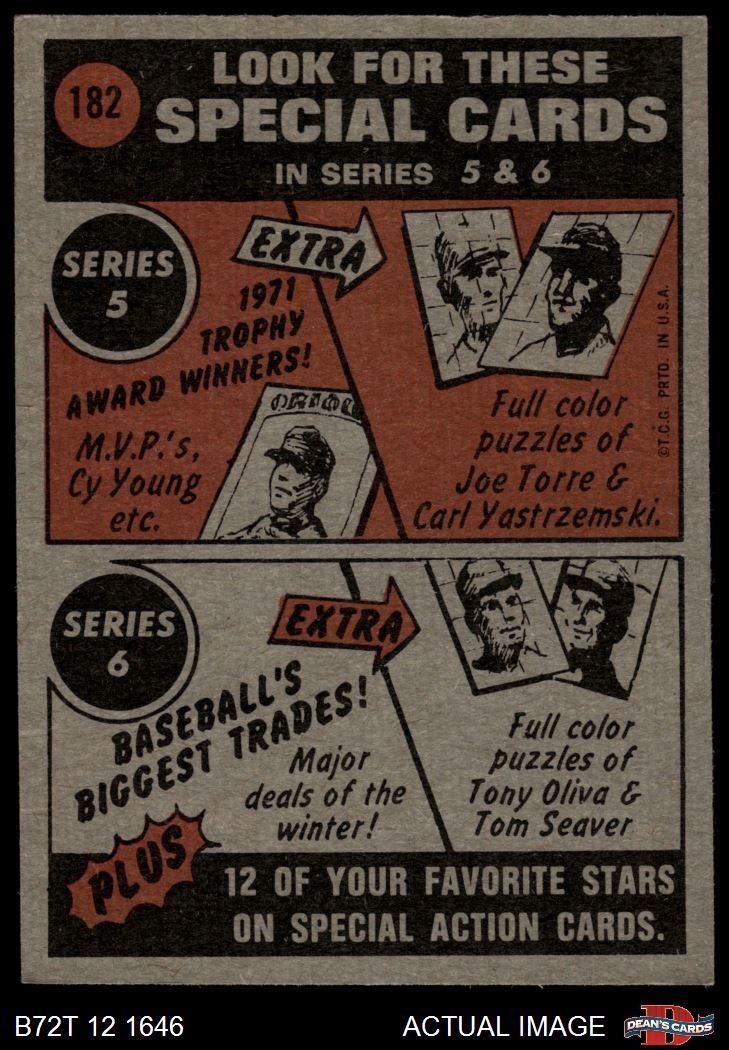 182
LOOK FOR THESE
SPECIAL CARDS
IN SERIES 5 & 6
SERIES
5
EXTRA
1971
TROPHY
AWARD WINNERS!
M.V.P.'s,
Cy Young
etc.
ORIOL
Full color
puzzles of
Joe Torre &
Carl Yastrzemski.
©T.C.G. PRTD. IN U.S.A.
SERIES
6
EXTRA
BASEBALL'S
BIGGEST TRADES!
Major
deals of the
winter!
Full color
puzzles of
Tony Oliva &
Tom Seaver
PLUS
12 OF YOUR FAVORITE STARS
ON SPECIAL ACTION CARDS.
B72T 12 1646
ACTUAL IMAGE
DEAN'S CARDS